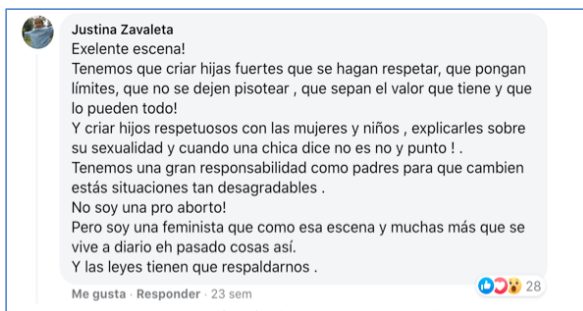 Justina Zavaleta
Exelente escena!
Tenemos que criar hijas fuertes que se hagan respetar, que pongan
límites, que no se dejen pisotear , que sepan el valor que tiene y que
lo pueden todo!
Y criar hijos respetuosos con las mujeres y niños , explicarles sobre
su sexualidad y cuando una chica dice no es no y punto ! .
Tenemos una gran responsabilidad como padres para que cambien
estás situaciones tan desagradables .
No soy una pro aborto!
Pero soy una feminista que como esa escena y muchas más que se
vive a diario eh pasado cosas así.
Y las leyes tienen que respaldarnos .
Me gusta · Responder · 23 sem
28